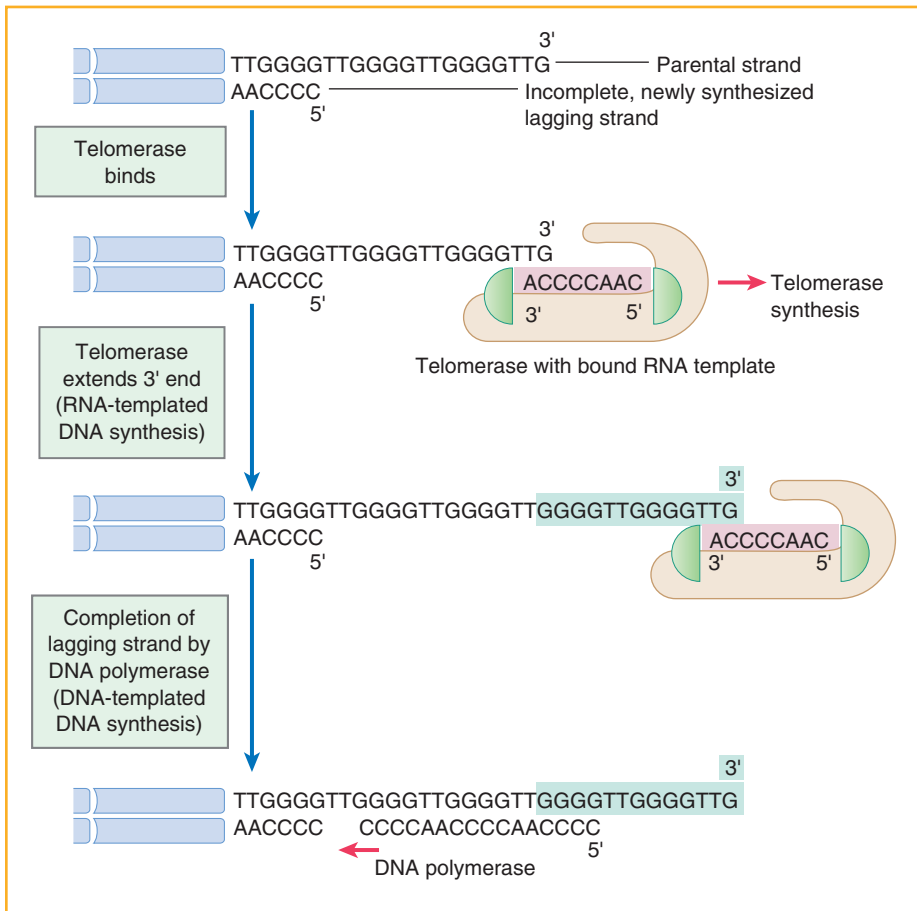 3'
TTGGGGTTGGGGTTGGGGTTG
Parental strand
AACCCC
Incomplete, newly synthesized
lagging strand
5'
Telomerase
binds
3'
TTGGGGTTGGGGTTGGGGTTG
AACCCC
5'
ACCCCAAC
3' 5'
Telomerase
synthesis
Telomerase with bound RNA template
Telomerase
extends 3' end
(RNA-templated
DNA synthesis)
3'
TTGGGGTTGGGGTTGGGGTTGGGGTTGGGGTTG
AACCCC
5'
ACCCCAAC
3' 5'
Completion of
lagging strand by
DNA polymerase
(DNA-templated
DNA synthesis)
3'
TTGGGGTTGGGGTTGGGGTTGGGGTTGGGGTTG
AACCCC CCCCAACCCCAACCCC
5'
DNA polymerase